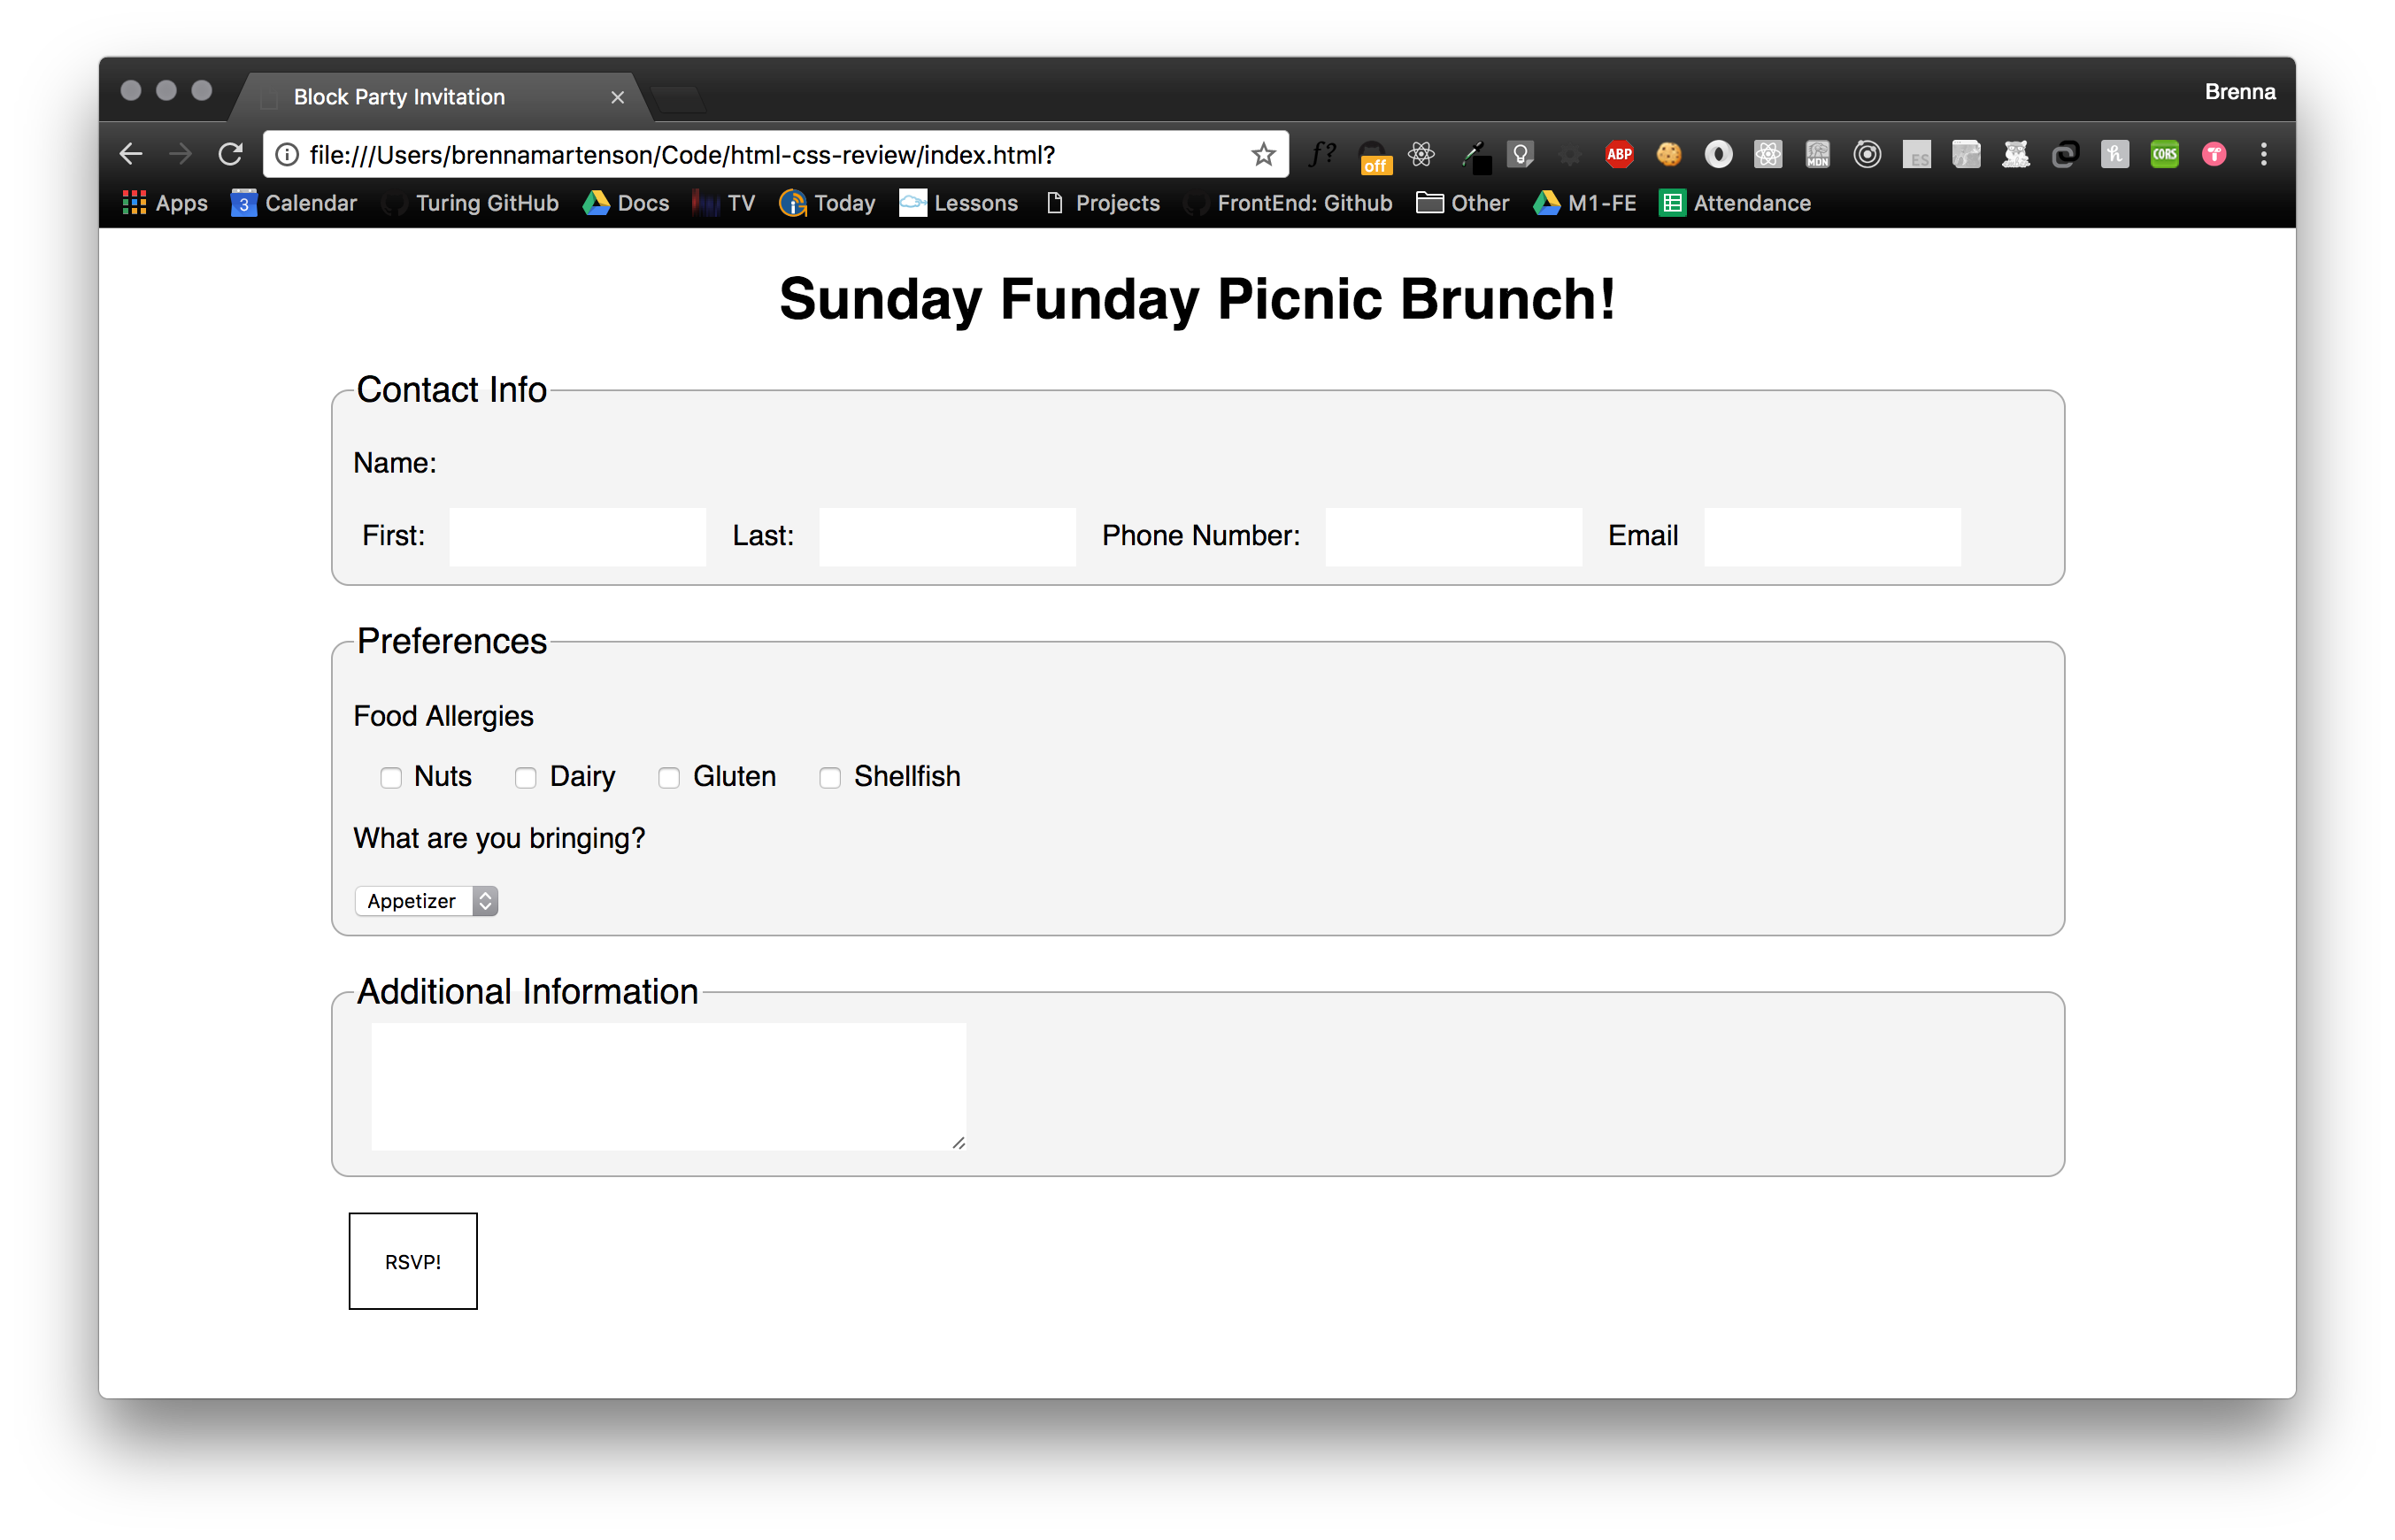 Block Party Invitation
Brenna
file:///Users/brennamartenson/Code/html-css-review/index.html?
f? off ABP MDN ES h CORS T
Apps 3 Calendar Turing GitHub Docs TV Today Lessons Projects FrontEnd: Github Other M1-FE Attendance
Sunday Funday Picnic Brunch!
Contact Info
Name:
First: Last: Phone Number: Email
Preferences
Food Allergies
Nuts Dairy Gluten Shellfish
What are you bringing?
Appetizer
Additional Information
RSVP!